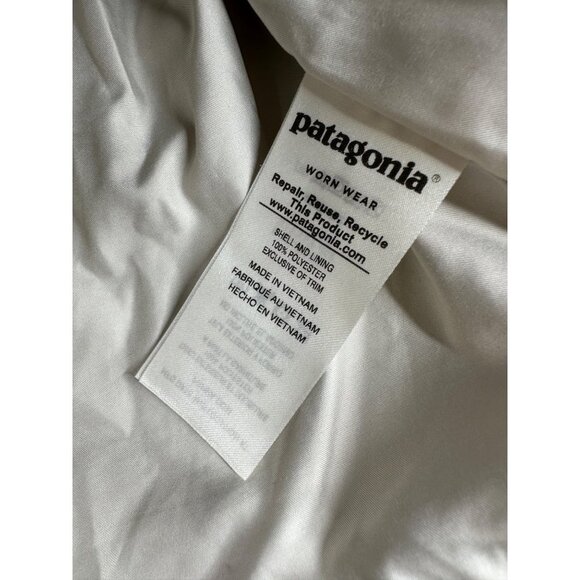 patagonia®
WORN WEAR
Repair, Reuse, Recycle
This Product
www.patagonia.com
SHELL AND LINING
100% POLYESTER
EXCLUSIVE OF TRIM
MADE IN VIETNAM
FABRIQUÉ AU VIETNAM
HECHO EN VIETNAM